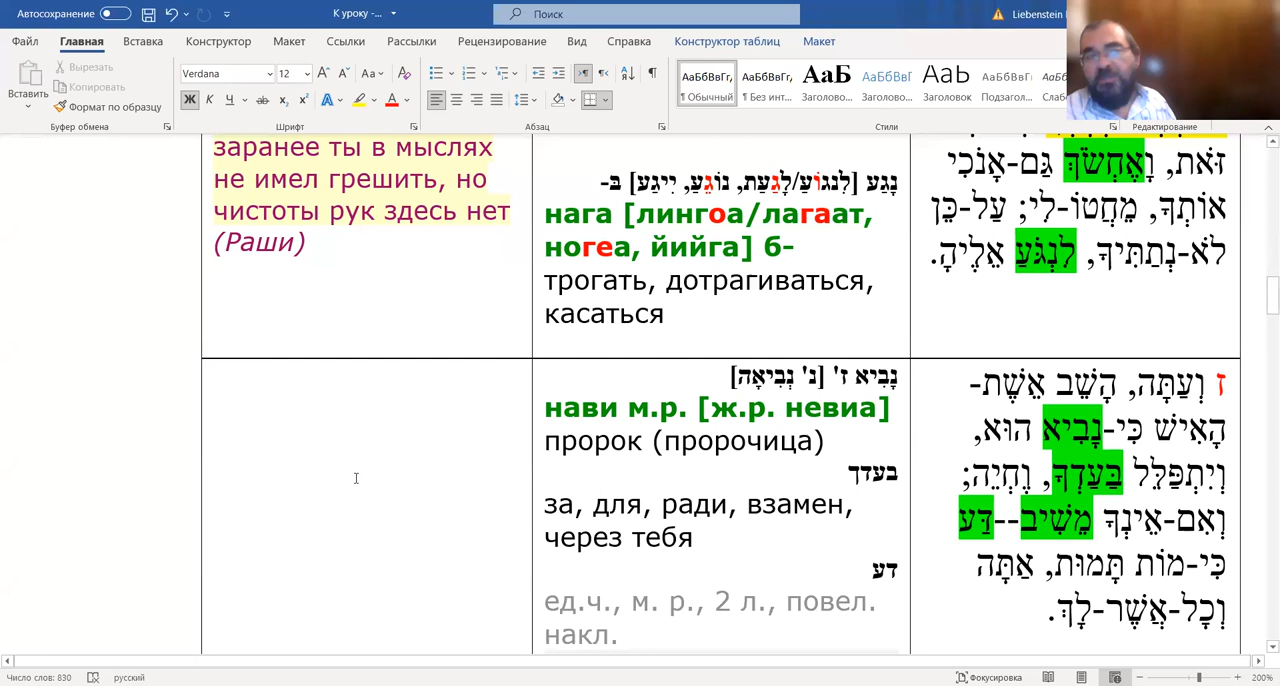 Автосохранение
К уроку -...
Поиск
Liebenstein
Файл Главная Вставка Конструктор Макет Ссылки Рассылки Рецензирование Вид Справка Конструктор таблиц Макет
Вставить
Вырезать
Копировать
Формат по образцу
Буфер обмена
Verdana 12
Ж К Ч
Шрифт
Абзац
АаБбВвГг, АаБбВвГг, АаБ АаБбВвГ АаБ АаБбВвГг АаБб
¶ Обычный ¶ Без инт... Заголово... Заголово... Заголовок Подзагол... Слаб
Стили
Редактирование
заранее ты в мыслях
не имел грешить, но
чистоты рук здесь нет
(Раши)
נָגַע [לִנגוֹעַ/לָגַעַת, נוֹגֵעַ, יִיגַע] בּ-
нага [лингоа/лагаат,
ногеа, йийга] б-
трогать, дотрагиваться,
касаться
זֹּאת, וָאֶחְשֹׂךְ גַּם-אָנֹכִי
אוֹתְךָ, מֵחֲטוֹ-לִי; עַל-כֵּן
לֹא-נְתַתִּיךָ, לִנְגֹּעַ אֵלֶיהָ.
נָבִיא ז' [נ' נְבִיאָה]
нави м.р. [ж.р. невиа]
пророк (пророчица)
בעדך
за, для, ради, взамен,
через тебя
דע
ед.ч., м. р., 2 л., повел.
накл.
ז וְעַתָּה, הָשֵׁב אֵשֶׁת-
הָאִישׁ כִּי-נָבִיא הוּא,
וְיִתְפַּלֵּל בַּעַדְךָ, וֶחְיֵה;
וְאִם-אֵינְךָ מֵשִׁיב--דַּע
כִּי-מוֹת תָּמוּת, אַתָּה
וְכָל-אֲשֶׁר-לָךְ.
Число слов: 830 русский Фокусировка 200%